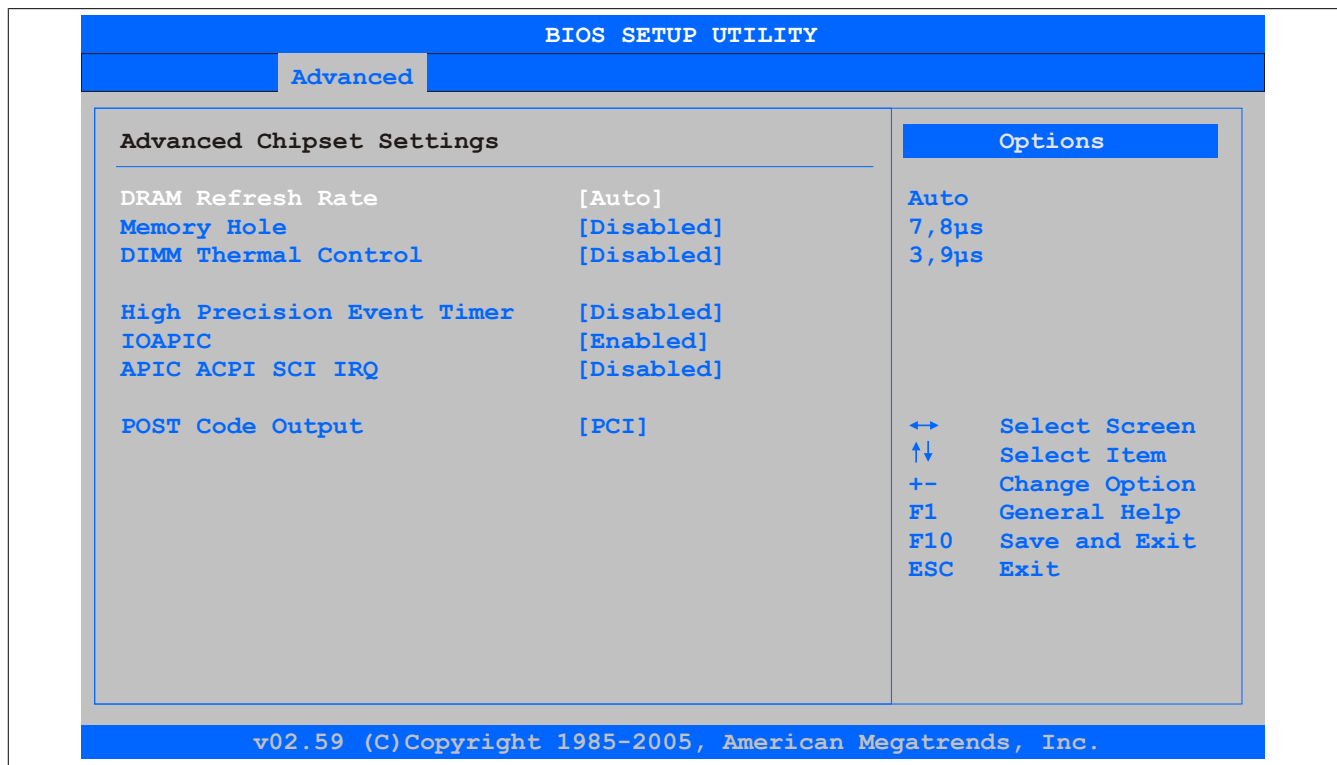 BIOS SETUP UTILITY
Advanced
Advanced Chipset Settings
DRAM Refresh Rate [Auto]
Memory Hole [Disabled]
DIMM Thermal Control [Disabled]
High Precision Event Timer [Disabled]
IOAPIC [Enabled]
APIC ACPI SCI IRQ [Disabled]
POST Code Output [PCI]
Options
Auto
7,8µs
3,9µs
↔ Select Screen
↑↓ Select Item
+- Change Option
F1 General Help
F10 Save and Exit
ESC Exit
v02.59 (C)Copyright 1985-2005, American Megatrends, Inc.